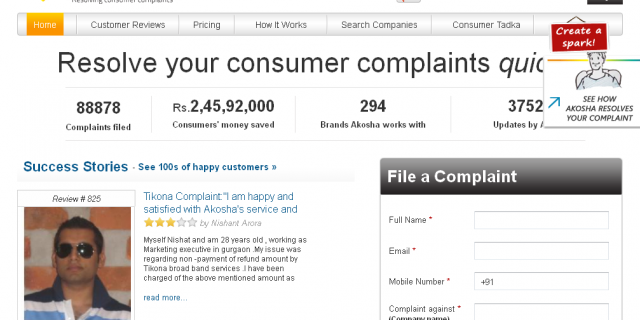 Resolving consumer complaints
Home
Customer Reviews
Pricing
How It Works
Search Companies
Consumer Tadka
Create a
spark!
Resolve your consumer complaints
SEE HOW
AKOSHA RESOLVES
YOUR COMPLAINT
88878
Complaints filed
Rs.2,45,92,000
Consumers' money saved
294
Brands Akosha works with
3752
Updates by
Success Stories - See 100s of happy customers »
Review # 825
Tikona Complaint:"I am happy and
satisfied with Akosha's service and
by Nishant Arora
Myself Nishat and am 28 years old , working as
Marketing executive in gurgaon .My issue was
regarding non -payment of refund amount by
Tikona broad band services .I have been
charged of the above mentioned amount as
read more...
File a Complaint
Full Name *
Email *
Mobile Number *
+91
Complaint against *
(Company name)